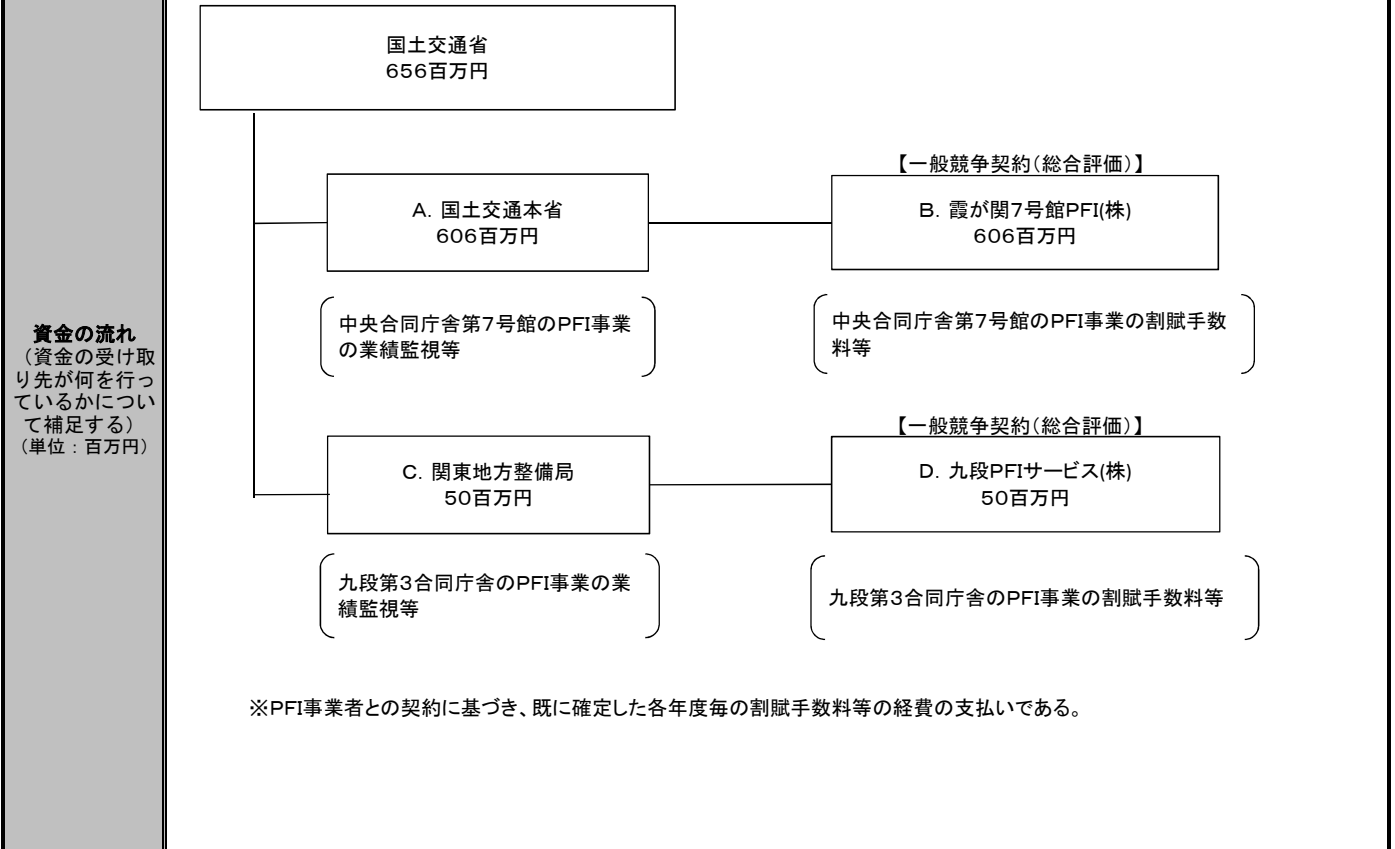 資金の流れ
(資金の受け取
り先が何を行っ
ているかについ
て補足する)
(単位:百万円)
国土交通省
656百万円
A. 国土交通本省
606百万円
【一般競争契約(総合評価)】
B. 霞が関7号館PFI(株)
606百万円
中央合同庁舎第7号館のPFI事業
の業績監視等
中央合同庁舎第7号館のPFI事業の割賦手数
料等
C. 関東地方整備局
50百万円
【一般競争契約(総合評価)】
D. 九段PFIサービス(株)
50百万円
九段第3合同庁舎のPFI事業の業
績監視等
九段第3合同庁舎のPFI事業の割賦手数料等
※PFI事業者との契約に基づき、既に確定した各年度毎の割賦手数料等の経費の支払いである。